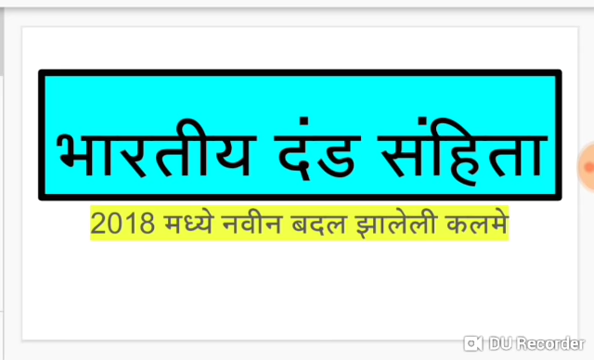 भारतीय दंड संहिता
2018 मध्ये नवीन बदल झालेली कलमे
DU Recorder